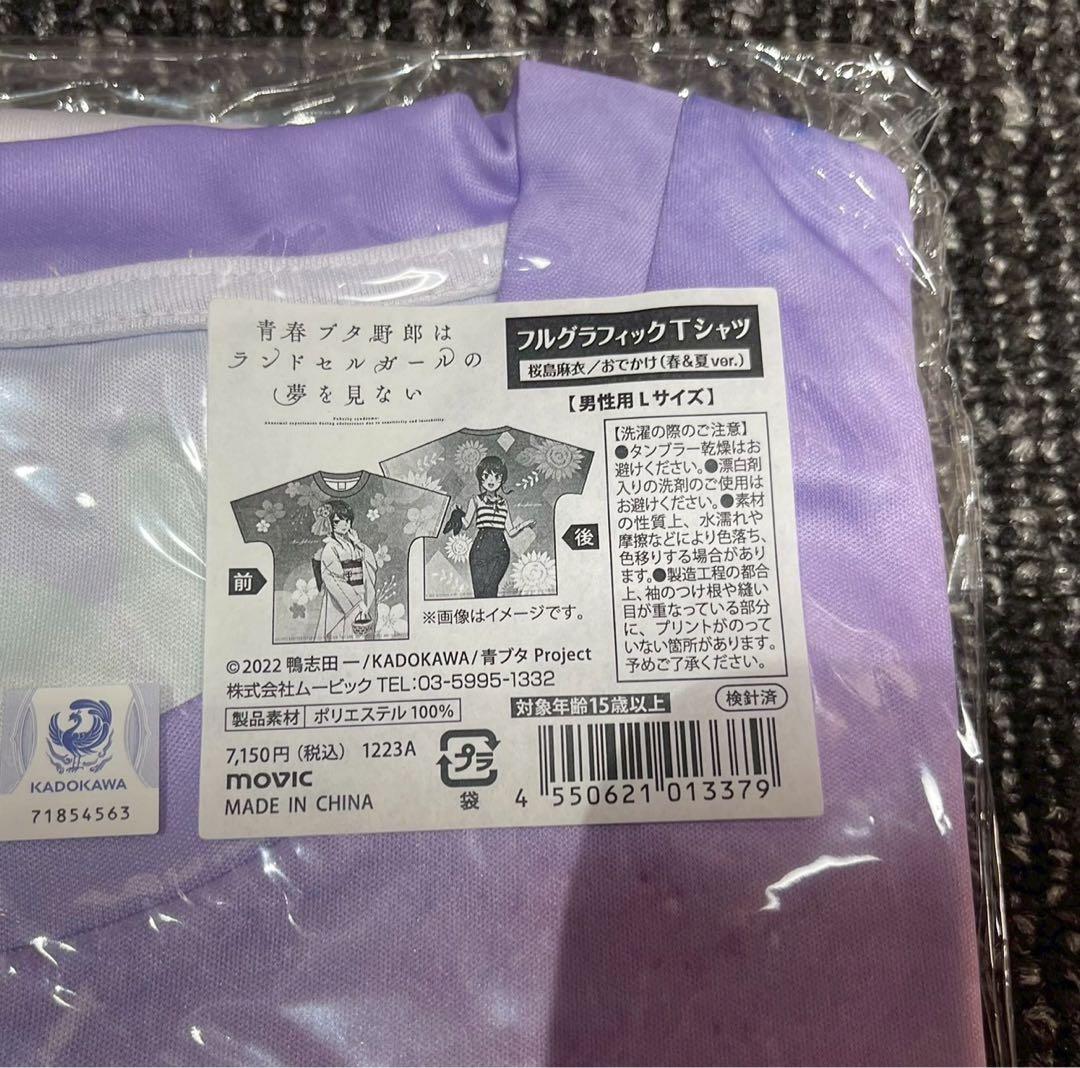 青春ブタ野郎は
ランドセルガールの
夢を見ない
Puberty syndrome:
Abnormal experiences during adolescence due to sensitivity and instability.
フルグラフィックTシャツ
桜島麻衣/おでかけ(春&夏ver.)
【男性用Lサイズ】
前
後
※画像はイメージです。
【洗濯の際のご注意】
●タンブラー乾燥はお
避けください。●漂白剤
入りの洗剤のご使用は
お避けください。●素材
の性質上、水濡れや
摩擦などにより色落ち、
色移りする場合があり
ます。●製造工程の都合
上、袖のつけ根や縫い
目が重なっている部分
に、プリントがのって
いない箇所があります。
予めご了承ください。
©2022 鴨志田 一/KADOKAWA/青ブタ Project
株式会社ムービック TEL:03-5995-1332
製品素材 ポリエステル 100%
対象年齢15歳以上
検針済
7,150円(税込) 1223A
movic
MADE IN CHINA
プラ
袋
4 550621 013379
KADOKAWA
71854563